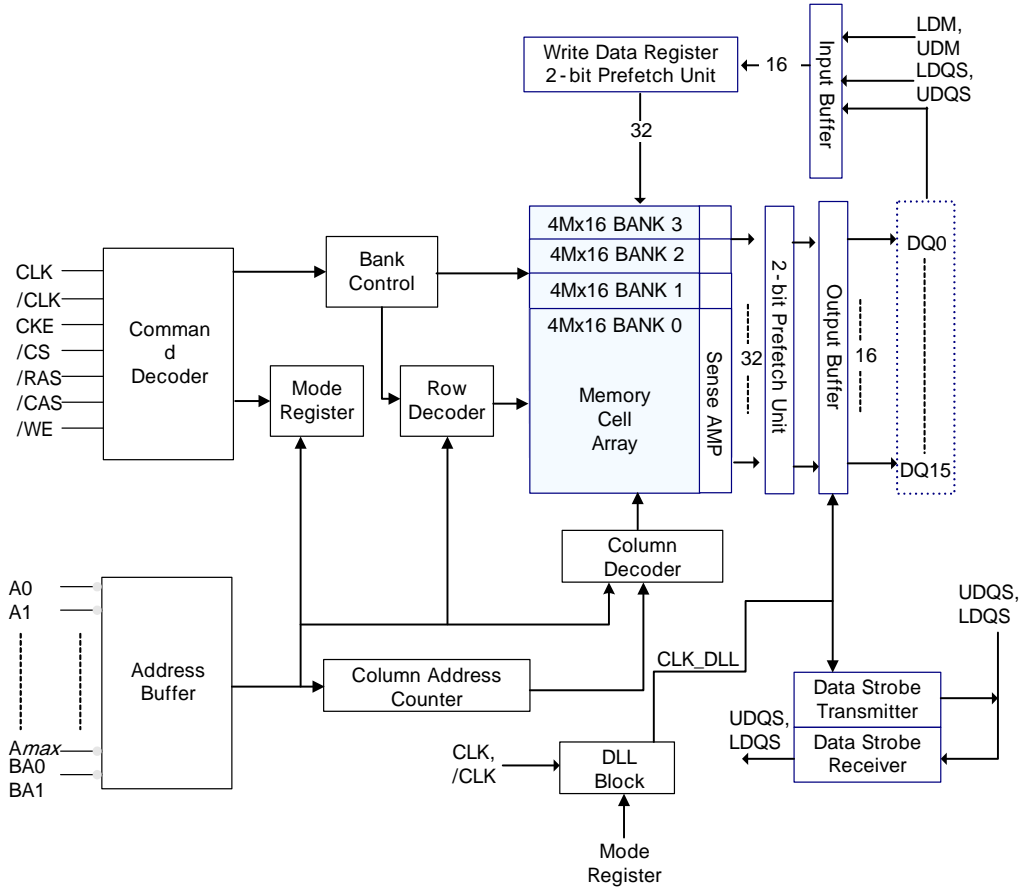 LDM,
UDM
LDQS,
UDQS
Input Buffer
16
Write Data Register
2-bit Prefetch Unit
32
4Mx16 BANK 3
4Mx16 BANK 2
4Mx16 BANK 1
4Mx16 BANK 0
Memory
Cell
Array
Sense AMP
32
2-bit Prefetch Unit
Output Buffer
16
DQ0
DQ15
CLK
/CLK
CKE
/CS
/RAS
/CAS
/WE
Comman
d
Decoder
Bank
Control
Mode
Register
Row
Decoder
Column
Decoder
A0
A1
Amax
BA0
BA1
Address
Buffer
Column Address
Counter
CLK_DLL
CLK,
/CLK
DLL
Block
Mode
Register
UDQS,
LDQS
Data Strobe
Transmitter
Data Strobe
Receiver
UDQS,
LDQS